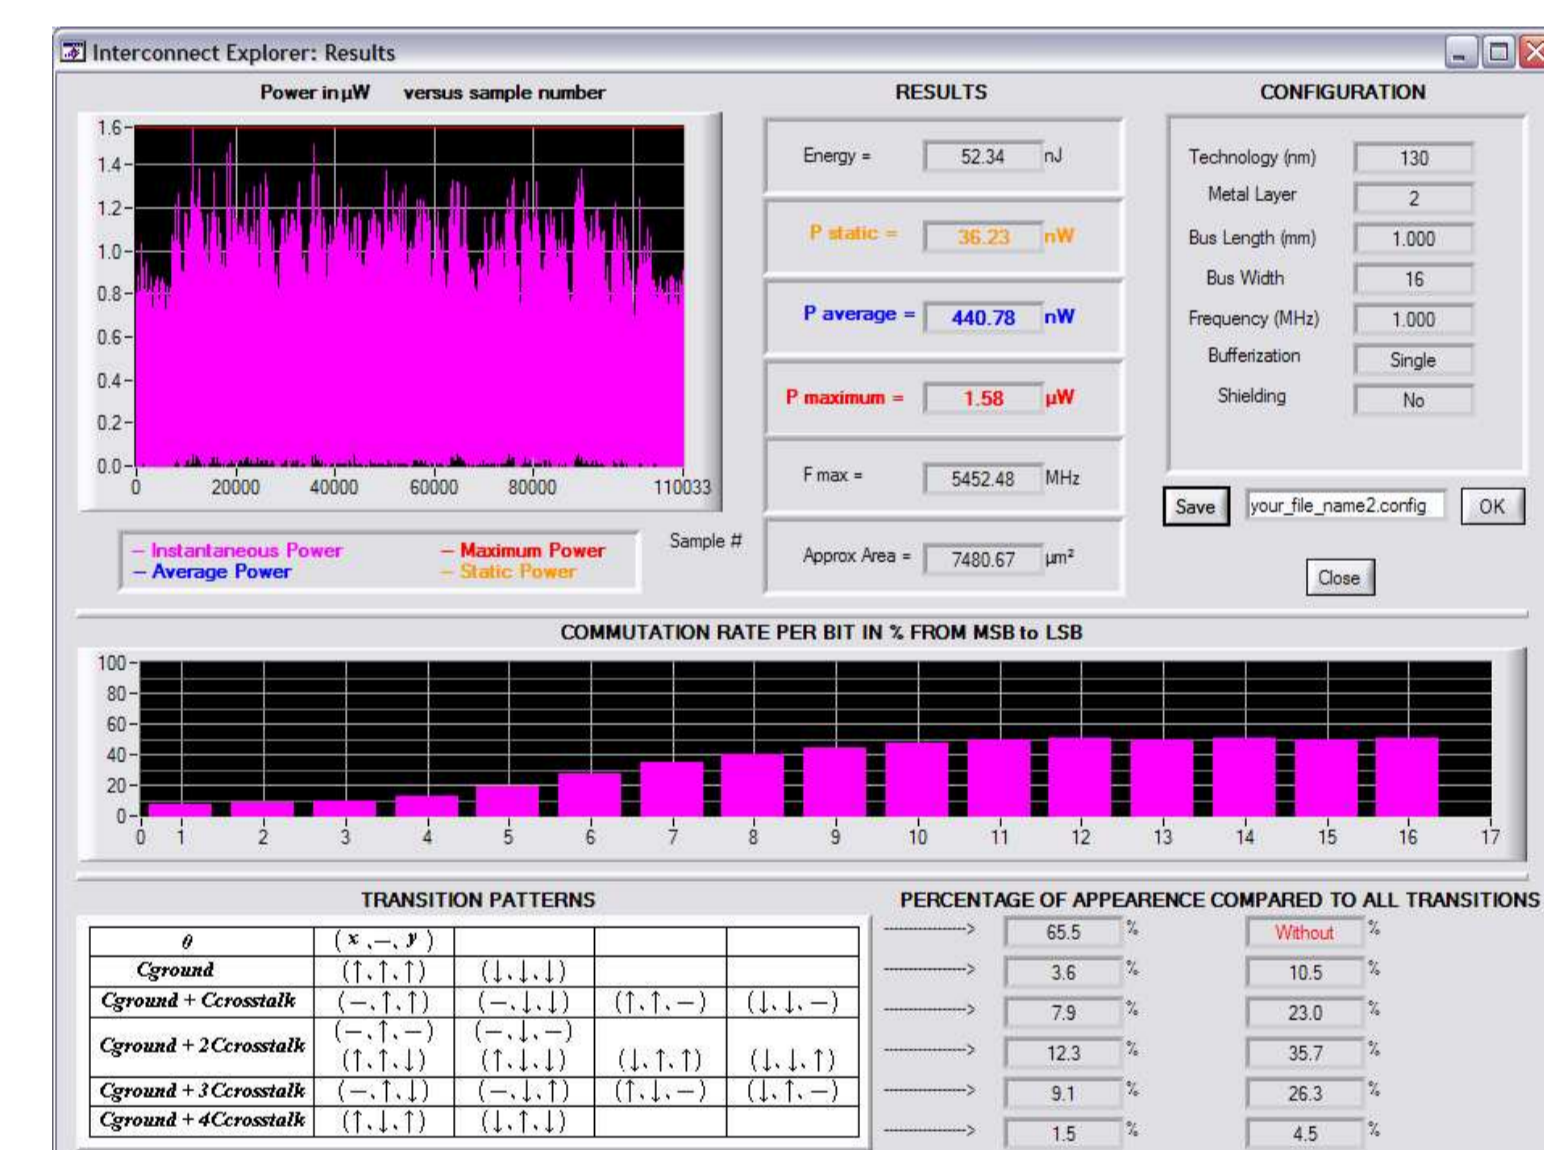 Interconnect Explorer: Results
Power in µW versus sample number
1.6
1.4
1.2
1.0
0.8
0.6
0.4
0.2
0.0
0 20000 40000 60000 80000 110033
Sample #
– Instantaneous Power – Maximum Power
– Average Power – Static Power
RESULTS
Energy = 52.34 nJ
P static = 36.23 nW
P average = 440.78 nW
P maximum = 1.58 µW
F max = 5452.48 MHz
Approx Area = 7480.67 µm²
CONFIGURATION
Technology (nm) 130
Metal Layer 2
Bus Length (mm) 1.000
Bus Width 16
Frequency (MHz) 1.000
Bufferization Single
Shielding No
Save your_file_name2.config OK
Close
COMMUTATION RATE PER BIT IN % FROM MSB to LSB
100
80
60
40
20
0
0 1 2 3 4 5 6 7 8 9 10 11 12 13 14 15 16 17
TRANSITION PATTERNS
PERCENTAGE OF APPEARENCE COMPARED TO ALL TRANSITIONS
θ (x,–,y) ---------------> 65.5 % Without %
Cground (↑,↑,↑) (↓,↓,↓) ---------------> 3.6 % 10.5 %
Cground + Ccrosstalk (–,↑,↑) (–,↓,↓) (↑,↑,–) (↓,↓,–) ---------------> 7.9 % 23.0 %
Cground + 2Ccrosstalk (–,↑,–) (–,↓,–)
(↑,↑,↓) (↑,↓,↓) (↓,↑,↑) (↓,↓,↑) ---------------> 12.3 % 35.7 %
Cground + 3Ccrosstalk (–,↑,↓) (–,↓,↑) (↑,↓,–) (↓,↑,–) ---------------> 9.1 % 26.3 %
Cground + 4Ccrosstalk (↑,↓,↑) (↓,↑,↓) ---------------> 1.5 % 4.5 %